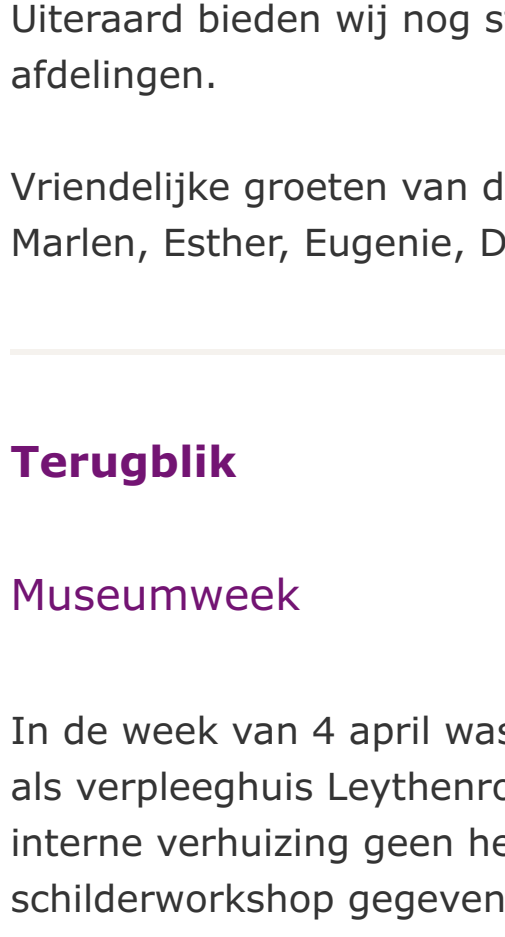 Uiteraard bieden wij nog
afdelingen.
Vriendelijke groeten van
Marlen, Esther, Eugenie,
Terugblik
Museumweek
In de week van 4 april
als verpleeghuis
interne verhuizing geen
schilderworkshop gegeven